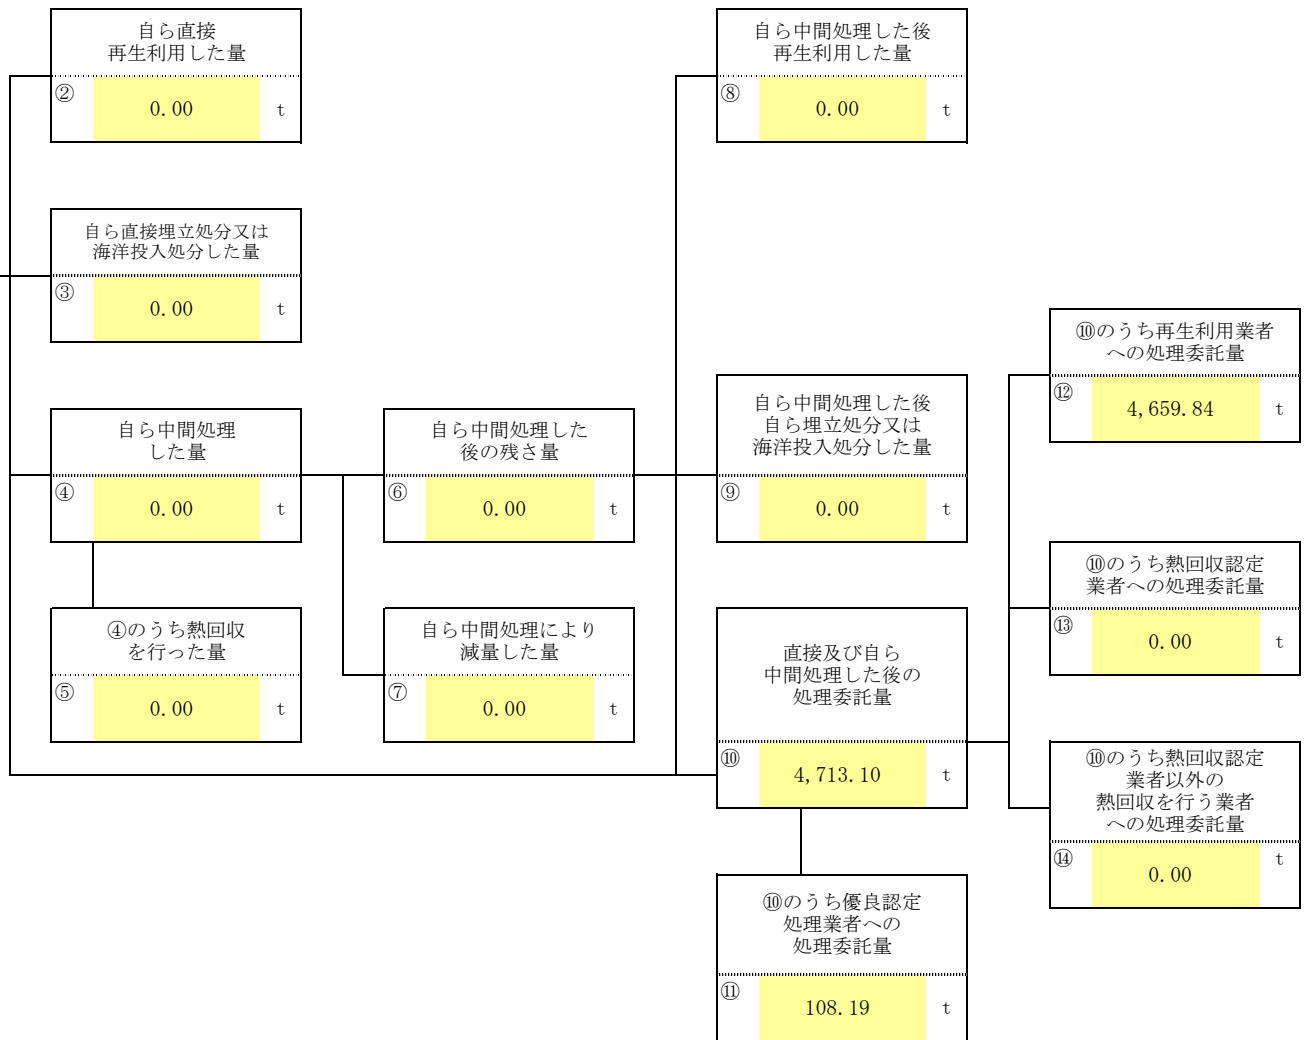 自ら直接
再生利用した量
② 0.00 t
自ら中間処理した後
再生利用した量
⑧ 0.00 t
自ら直接埋立処分又は
海洋投入処分した量
③ 0.00 t
⑩のうち再生利用業者
への処理委託量
⑫ 4,659.84 t
自ら中間処理
した量
④ 0.00 t
自ら中間処理した
後の残さ量
⑥ 0.00 t
自ら中間処理した後
自ら埋立処分又は
海洋投入処分した量
⑨ 0.00 t
⑩のうち熱回収認定
業者への処理委託量
⑬ 0.00 t
④のうち熱回収
を行った量
⑤ 0.00 t
自ら中間処理により
減量した量
⑦ 0.00 t
直接及び自ら
中間処理した後の
処理委託量
⑩ 4,713.10 t
⑩のうち熱回収認定
業者以外の
熱回収を行う業者
への処理委託量
⑭ 0.00 t
⑩のうち優良認定
処理業者への
処理委託量
⑪ 108.19 t